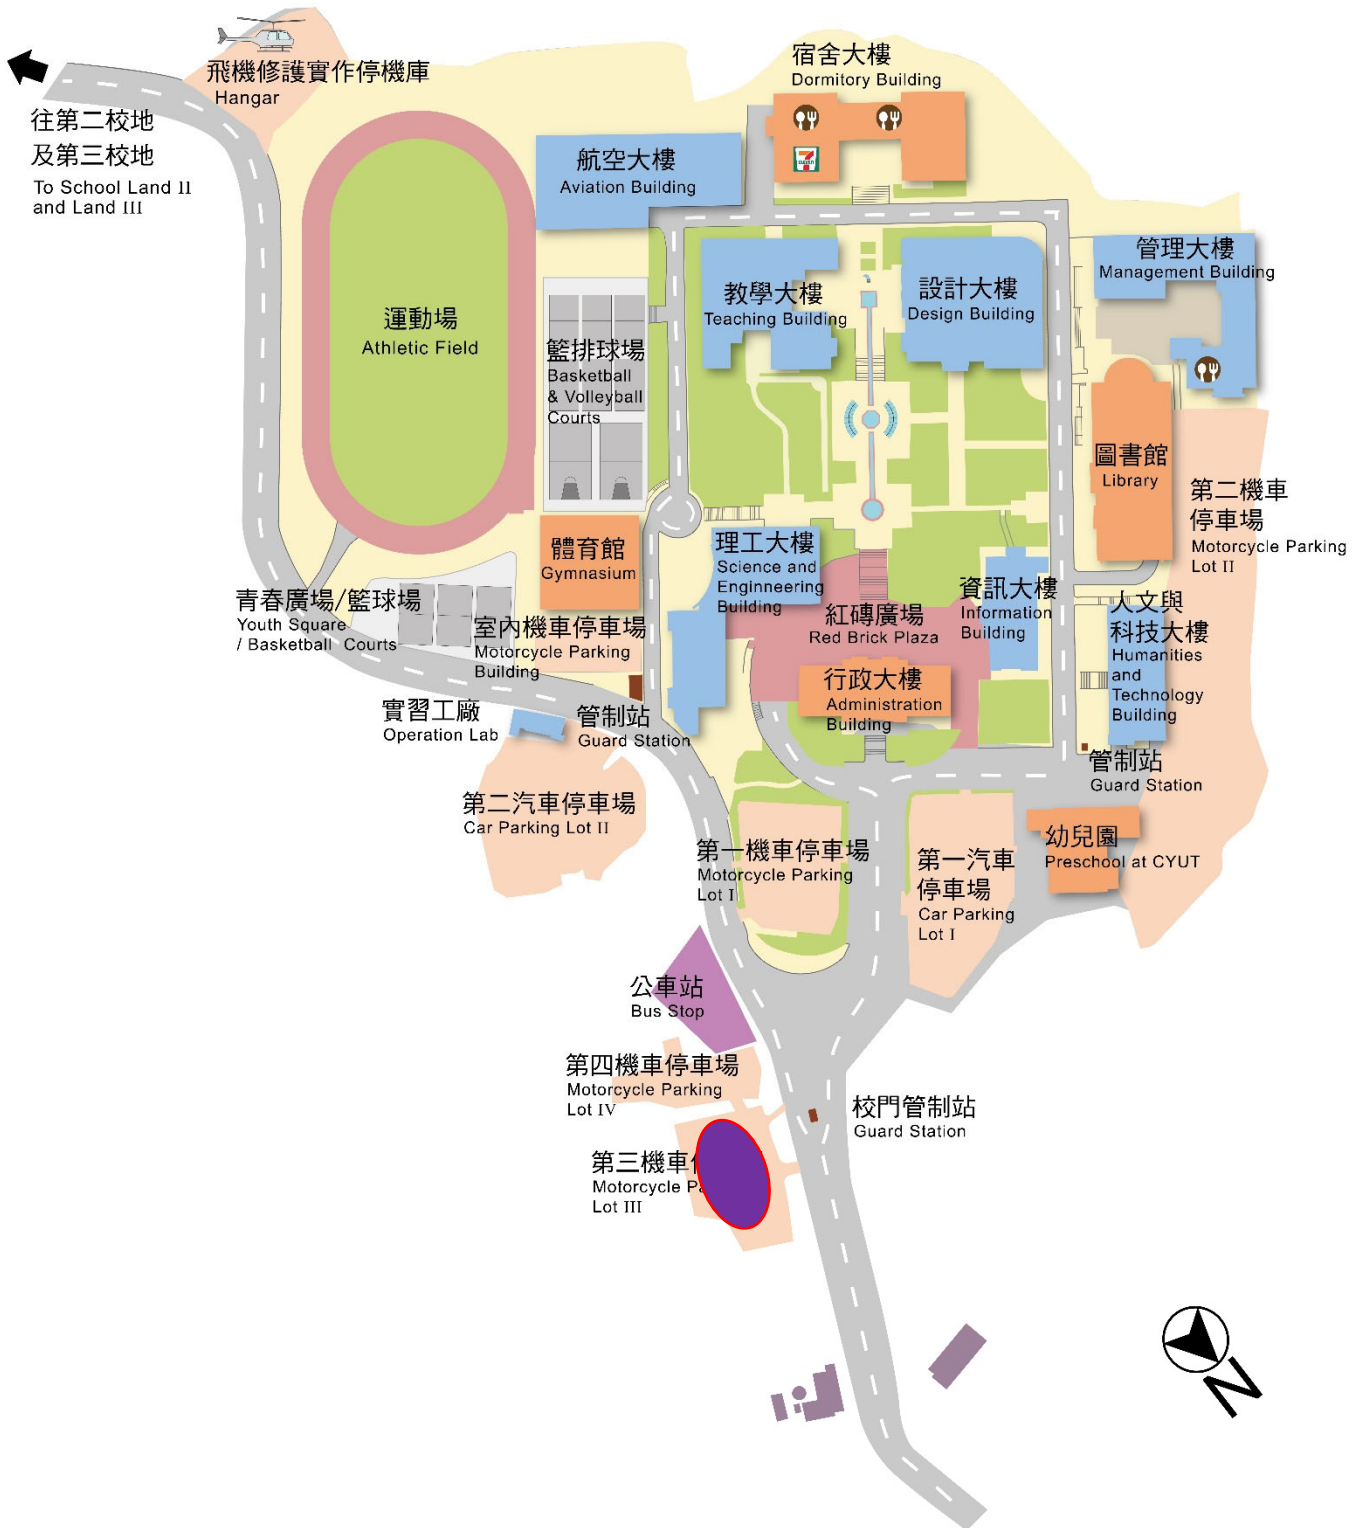 飛機修護實作停機庫
Hangar
往第二校地
及第三校地
To School Land II
and Land III
宿舍大樓
Dormitory Building
航空大樓
Aviation Building
管理大樓
Management Building
教學大樓
Teaching Building
設計大樓
Design Building
運動場
Athletic Field
籃排球場
Basketball
& Volleyball
Courts
圖書館
Library
第二機車
停車場
Motorcycle Parking
Lot II
體育館
Gymnasium
理工大樓
Science and
Enginneering
Building
資訊大樓
Information
Building
青春廣場/籃球場
Youth Square
/ Basketball Courts
室內機車停車場
Motorcycle Parking
Building
紅磚廣場
Red Brick Plaza
人文與
科技大樓
Humanities
and
Technology
Building
行政大樓
Administration
Building
實習工廠
Operation Lab
管制站
Guard Station
管制站
Guard Station
第二汽車停車場
Car Parking Lot II
第一機車停車場
Motorcycle Parking
Lot I
第一汽車
停車場
Car Parking
Lot I
幼兒園
Preschool at CYUT
公車站
Bus Stop
第四機車停車場
Motorcycle Parking
Lot IV
校門管制站
Guard Station
第三機車
Motorcycle
Lot III
N